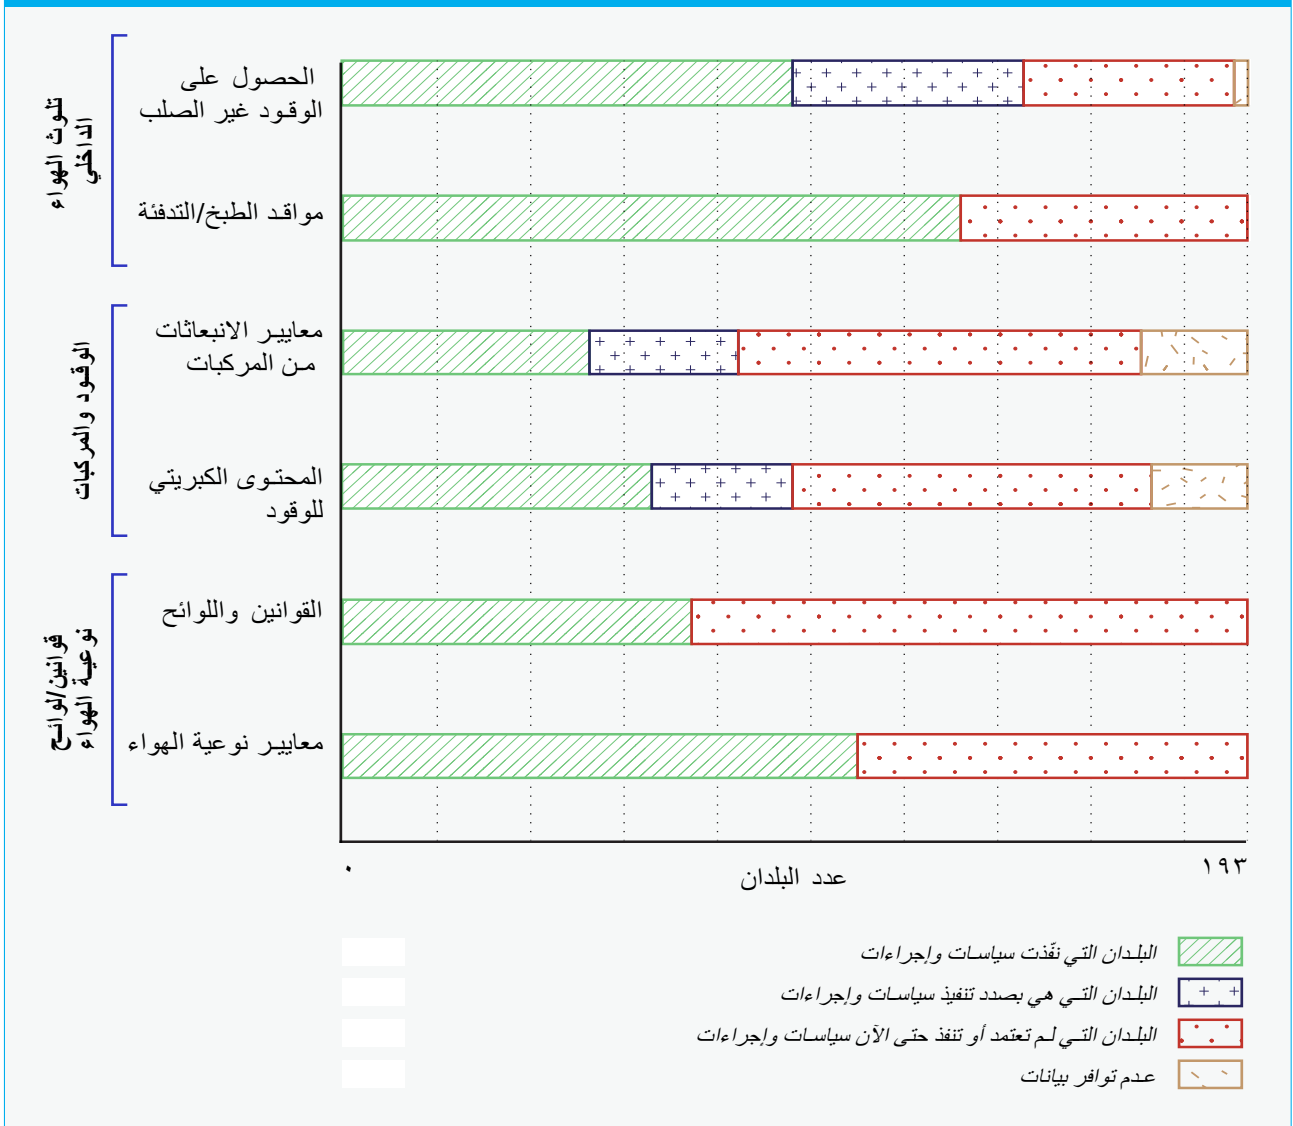 تلوث الهواء
الداخلي
الحصول على
الوقود غير الصلب
مواقد الطبخ/التدفئة
الوقود والمركبات
معايير الانبعاثات
من المركبات
المحتوى الكبريتي
للوقود
قوانين/لوائح
نوعية الهواء
القوانين واللوائح
معايير نوعية الهواء
٠
١٩٣
عدد البلدان
البلدان التي نفّذت سياسات وإجراءات
البلدان التي هي بصدد تنفيذ سياسات وإجراءات
البلدان التي لم تعتمد أو تنفذ حتى الآن سياسات وإجراءات
عدم توافر بيانات